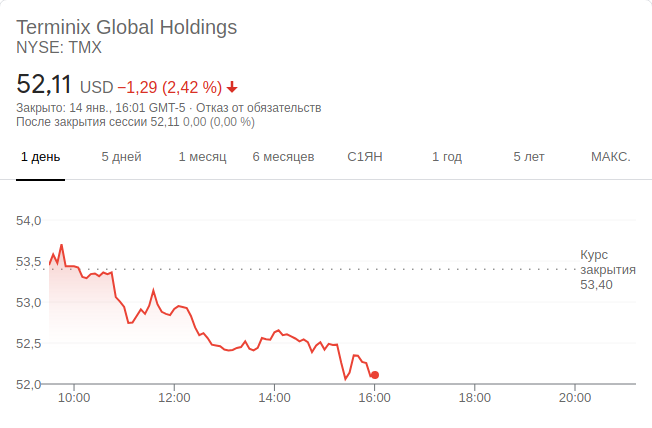 Terminix Global Holdings
NYSE: TMX
52,11 USD −1,29 (2,42 %)
Закрыто: 14 янв., 16:01 GMT-5 · Отказ от обязательств
После закрытия сессии 52,11 0,00 (0,00 %)
1 день 5 дней 1 месяц 6 месяцев С1ЯН 1 год 5 лет МАКС.
54,0
53,5
53,0
52,5
52,0
Курс
закрытия
53,40
10:00 12:00 14:00 16:00 18:00 20:00